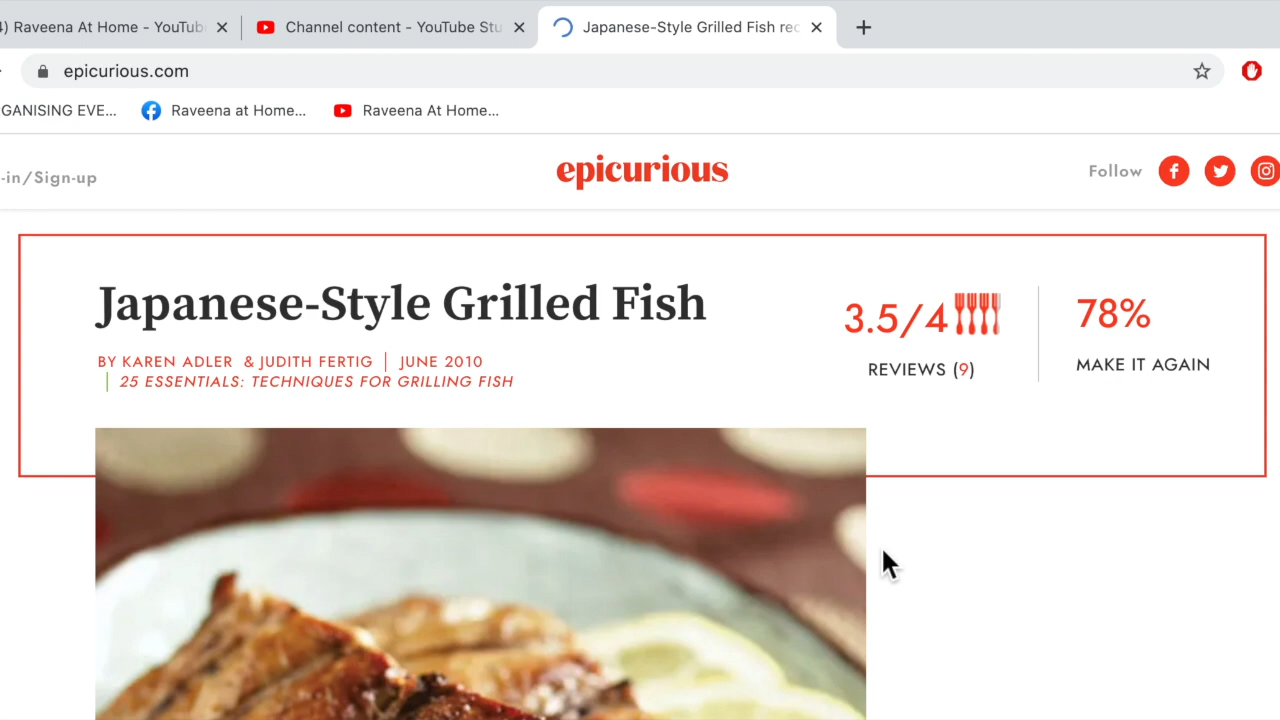 4) Raveena At Home - YouTub
Channel content - YouTube Stu
Japanese-Style Grilled Fish rec
epicurious.com
GANISING EVE...
Raveena at Home...
Raveena At Home...
-in/Sign-up
epicurious
Follow
Japanese-Style Grilled Fish
3.5/4
78%
BY KAREN ADLER & JUDITH FERTIG | JUNE 2010
| 25 ESSENTIALS: TECHNIQUES FOR GRILLING FISH
REVIEWS (9)
MAKE IT AGAIN